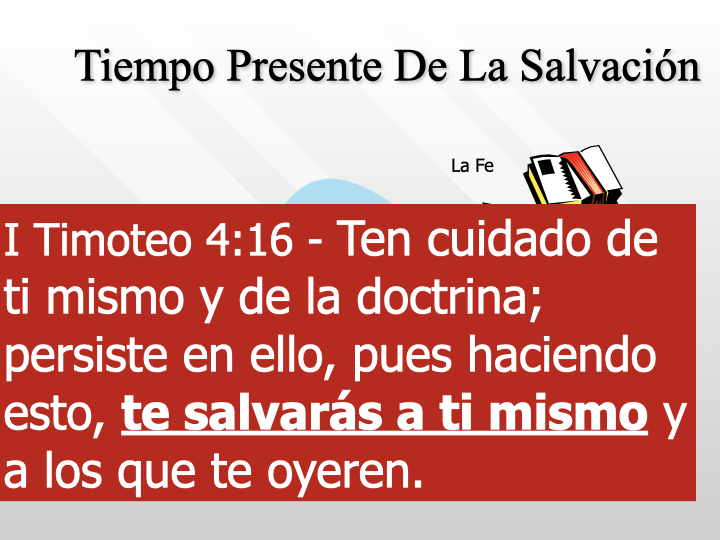 Tiempo Presente De La Salvación
La Fe
I Timoteo 4:16 - Ten cuidado de
ti mismo y de la doctrina;
persiste en ello, pues haciendo
esto, te salvarás a ti mismo y
a los que te oyeren.